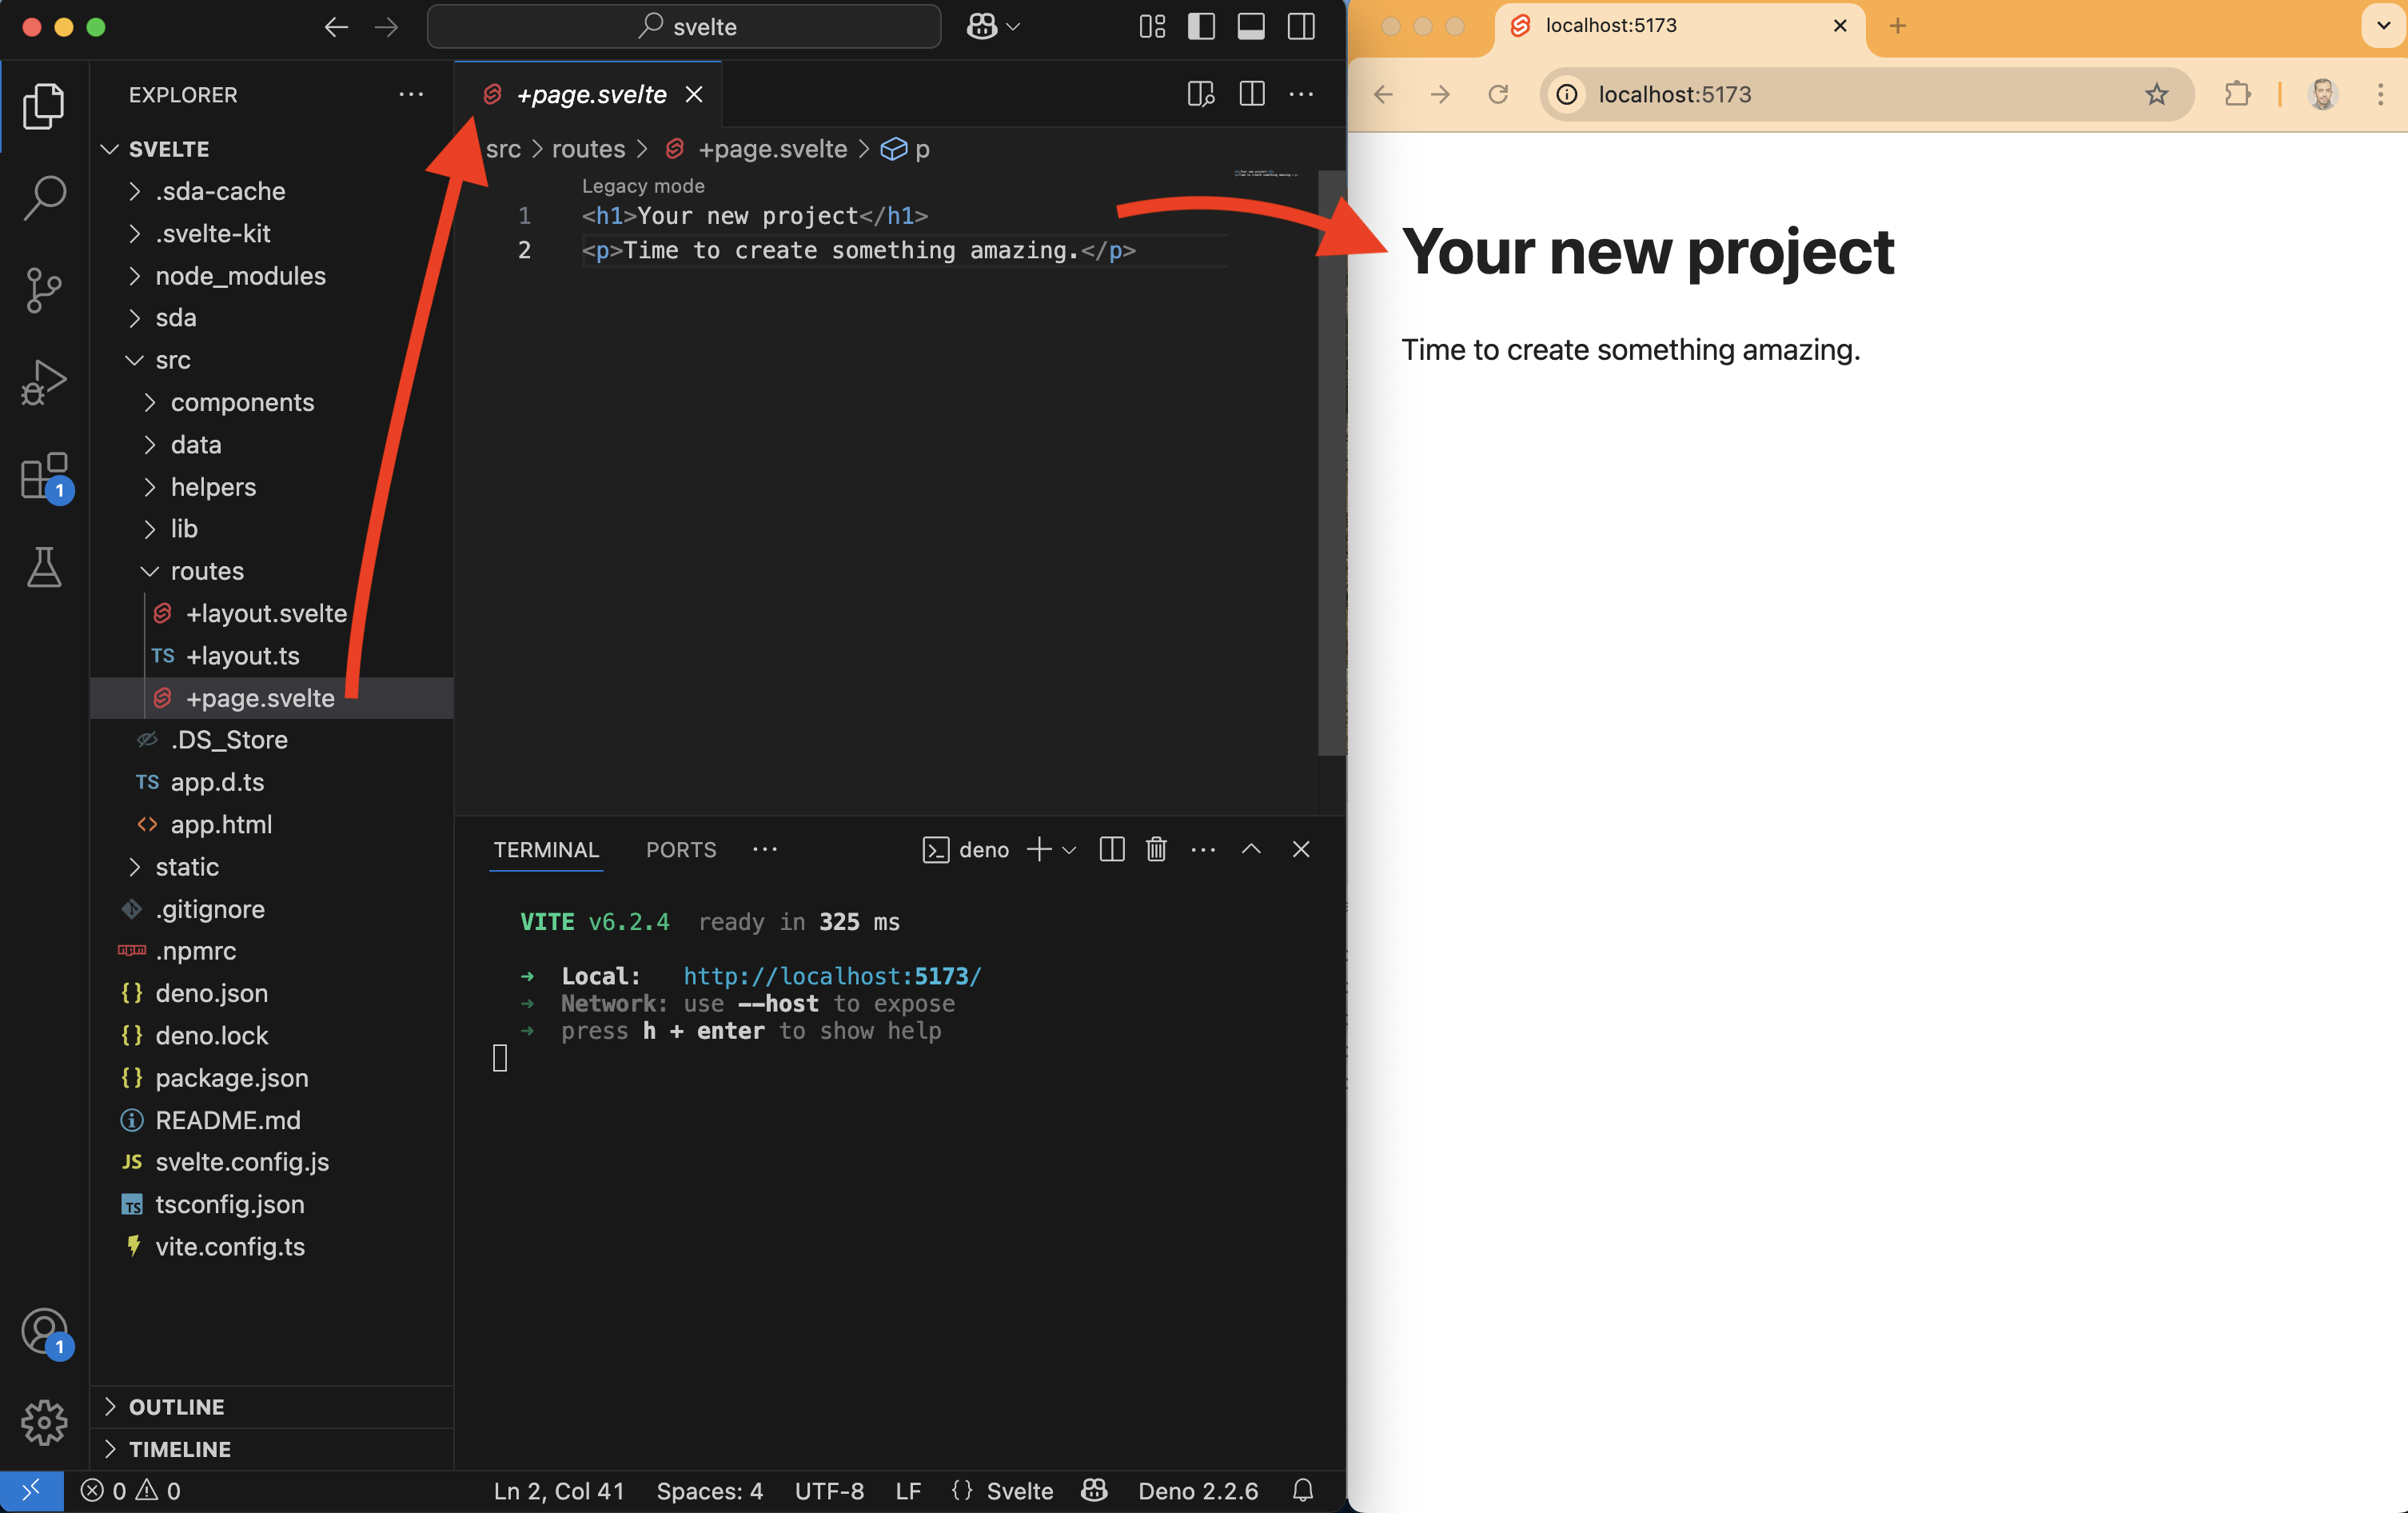 svelte
EXPLORER
SVELTE
.sda-cache
.svelte-kit
node_modules
sda
src
components
data
helpers
lib
routes
+layout.svelte
TS +layout.ts
+page.svelte
.DS_Store
TS app.d.ts
<> app.html
static
.gitignore
npm .npmrc
{} deno.json
{} deno.lock
{} package.json
README.md
JS svelte.config.js
TS tsconfig.json
vite.config.ts
OUTLINE
TIMELINE
1
1
+page.svelte
src > routes > +page.svelte > p
Legacy mode
1 <h1>Your new project</h1>
2 <p>Time to create something amazing.</p>
TERMINAL PORTS
deno
VITE v6.2.4 ready in 325 ms
➜ Local: http://localhost:5173/
➜ Network: use --host to expose
➜ press h + enter to show help
0 0 Ln 2, Col 41 Spaces: 4 UTF-8 LF {} Svelte Deno 2.2.6
localhost:5173
localhost:5173
Your new project
Time to create something amazing.